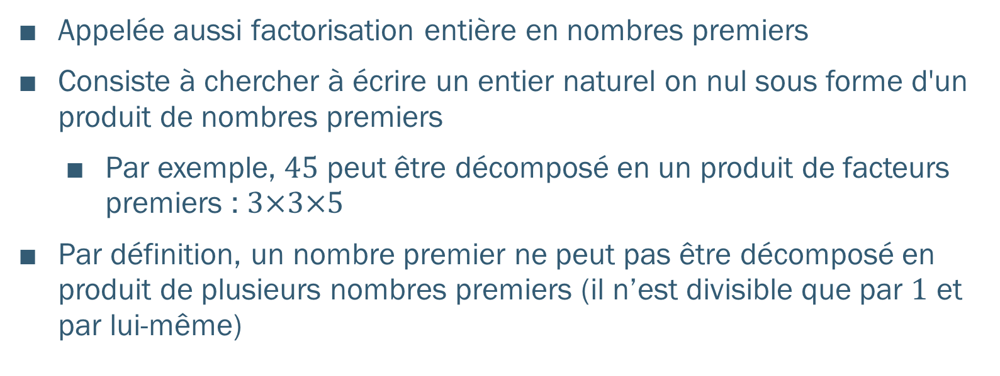 ▪ Appelée aussi factorisation entière en nombres premiers
▪ Consiste à chercher à écrire un entier naturel on nul sous forme d'un
produit de nombres premiers
▪ Par exemple, 45 peut être décomposé en un produit de facteurs
premiers : 3×3×5
▪ Par définition, un nombre premier ne peut pas être décomposé en
produit de plusieurs nombres premiers (il n’est divisible que par 1 et
par lui-même)